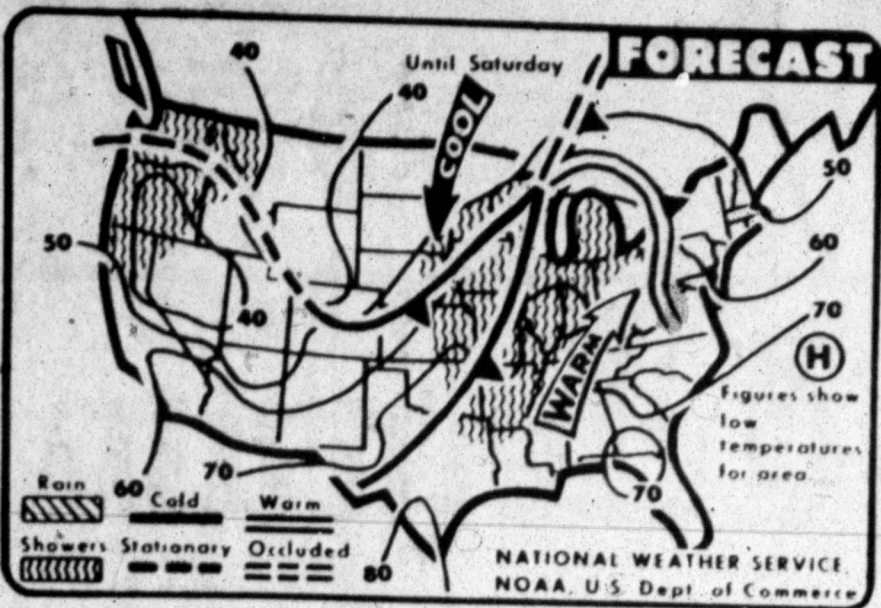 FORECAST
Until Saturday
40
40
COOL
50
50
60
40
70
H
WARM
Figures show
low
temperatures
for area.
70
60
70
80
Rain
Cold
Warm
Showers
Stationary
Occluded
NATIONAL WEATHER SERVICE,
NOAA, U.S. Dept. of Commerce